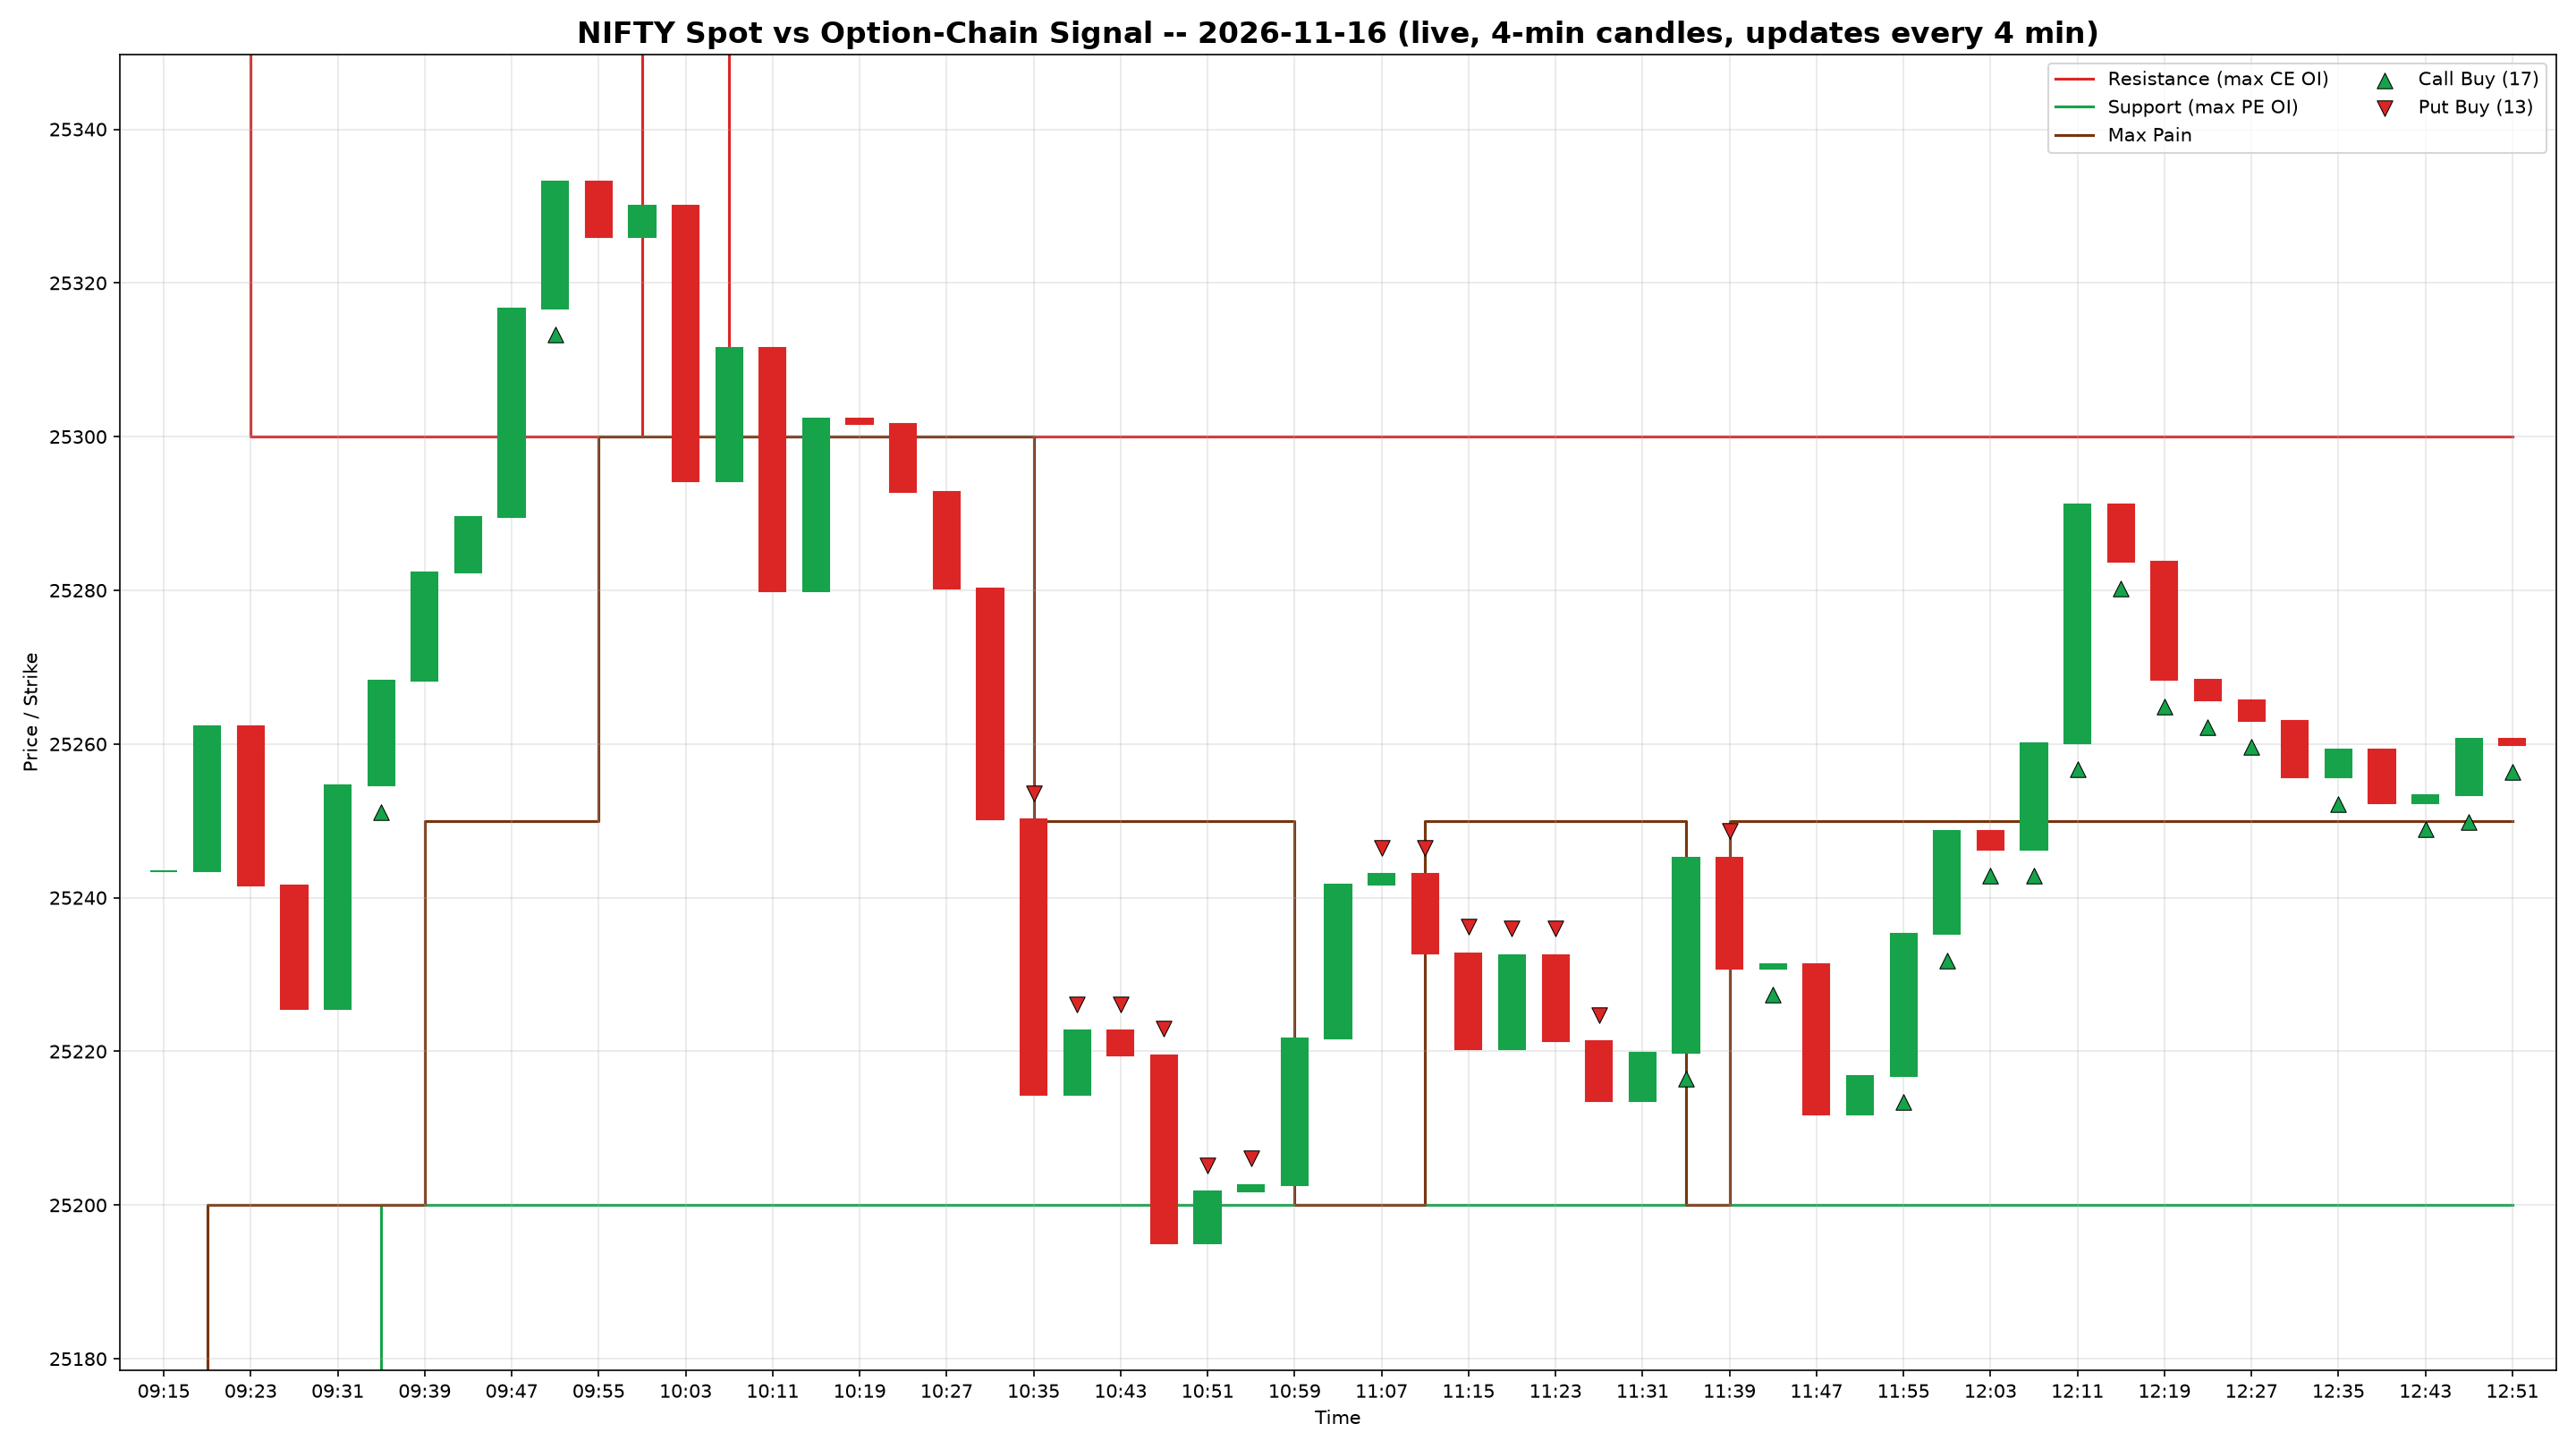 NIFTY Spot vs Option-Chain Signal -- 2026-11-16 (live, 4-min candles, updates every 4 min)
Resistance (max CE OI)
Support (max PE OI)
Max Pain
Call Buy (17)
Put Buy (13)
Price / Strike
25340
25320
25300
25280
25260
25240
25220
25200
25180
09:15 09:23 09:31 09:39 09:47 09:55 10:03 10:11 10:19 10:27 10:35 10:43 10:51 10:59 11:07 11:15 11:23 11:31 11:39 11:47 11:55 12:03 12:11 12:19 12:27 12:35 12:43 12:51
Time